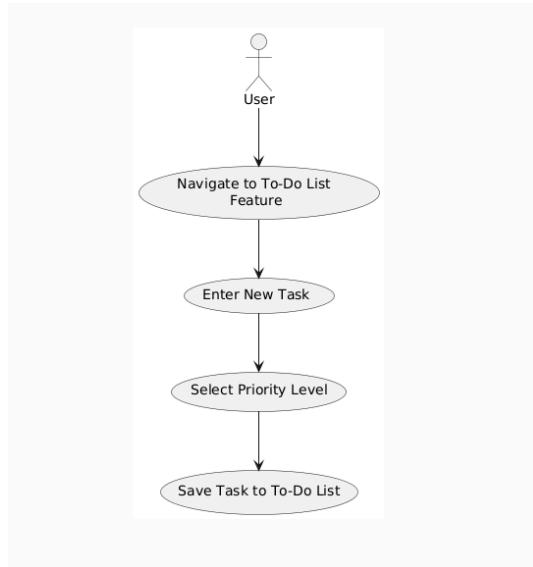 User
Navigate to To-Do List
Feature
Enter New Task
Select Priority Level
Save Task to To-Do List